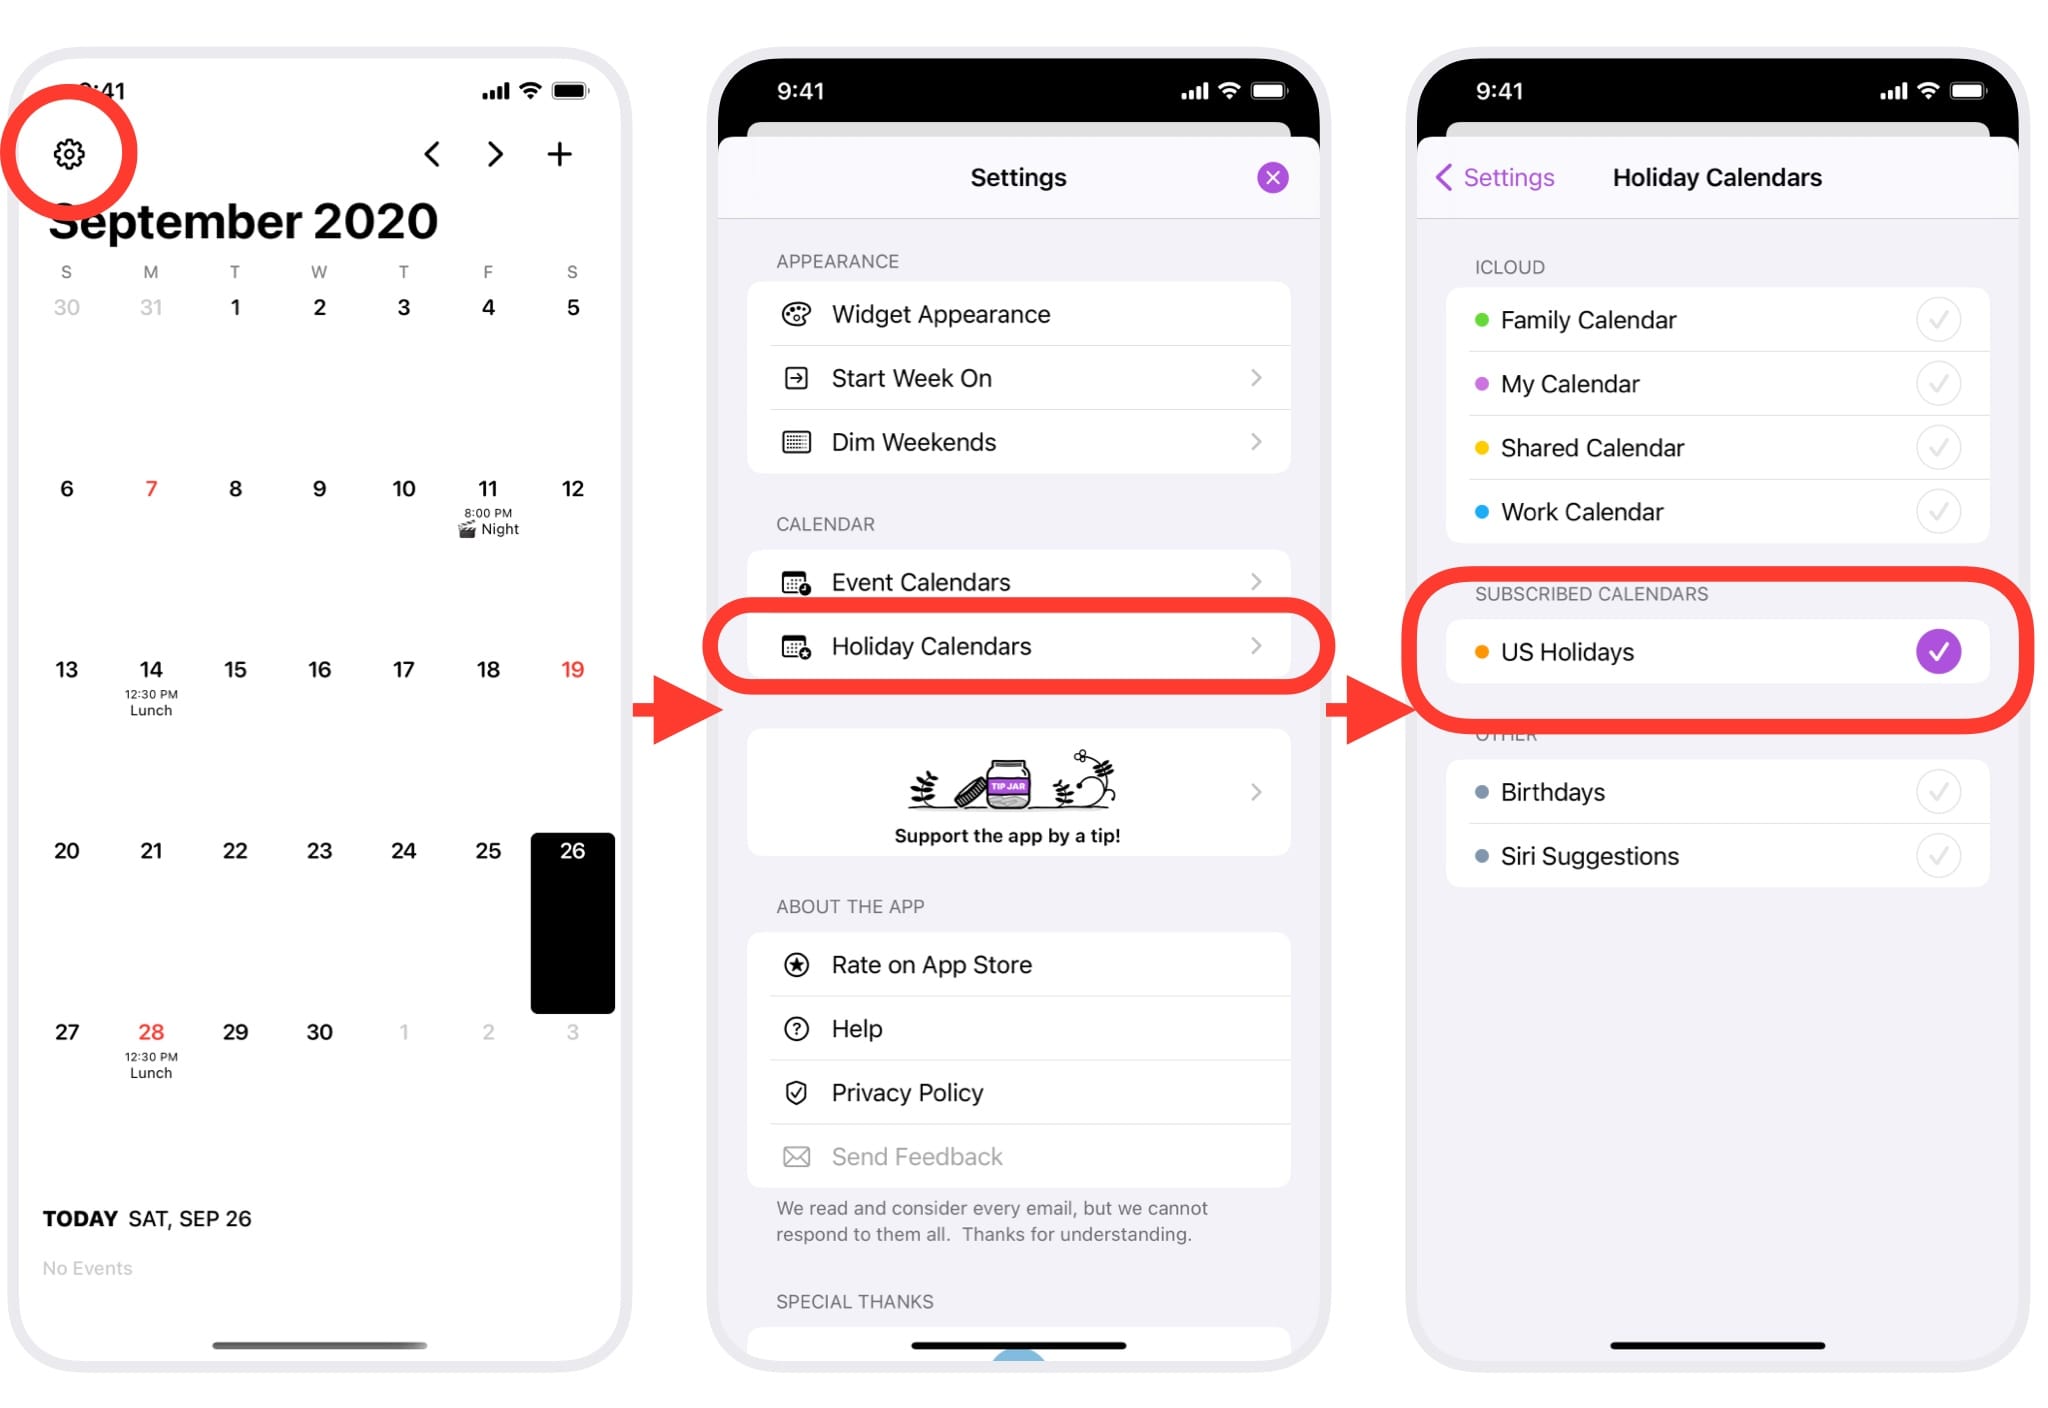 9:41
September 2020
S M T W T F S
30 31 1 2 3 4 5
6 7 8 9 10 11 12
8:00 PM
Night
13 14 15 16 17 18 19
12:30 PM
Lunch
20 21 22 23 24 25 26
27 28 29 30 1 2 3
12:30 PM
Lunch
TODAY SAT, SEP 26
No Events
9:41
Settings
APPEARANCE
Widget Appearance
Start Week On
Dim Weekends
CALENDAR
Event Calendars
Holiday Calendars
TIP JAR
Support the app by a tip!
ABOUT THE APP
Rate on App Store
Help
Privacy Policy
Send Feedback
We read and consider every email, but we cannot
respond to them all. Thanks for understanding.
SPECIAL THANKS
9:41
Settings Holiday Calendars
ICLOUD
Family Calendar
My Calendar
Shared Calendar
Work Calendar
SUBSCRIBED CALENDARS
US Holidays
OTHER
Birthdays
Siri Suggestions